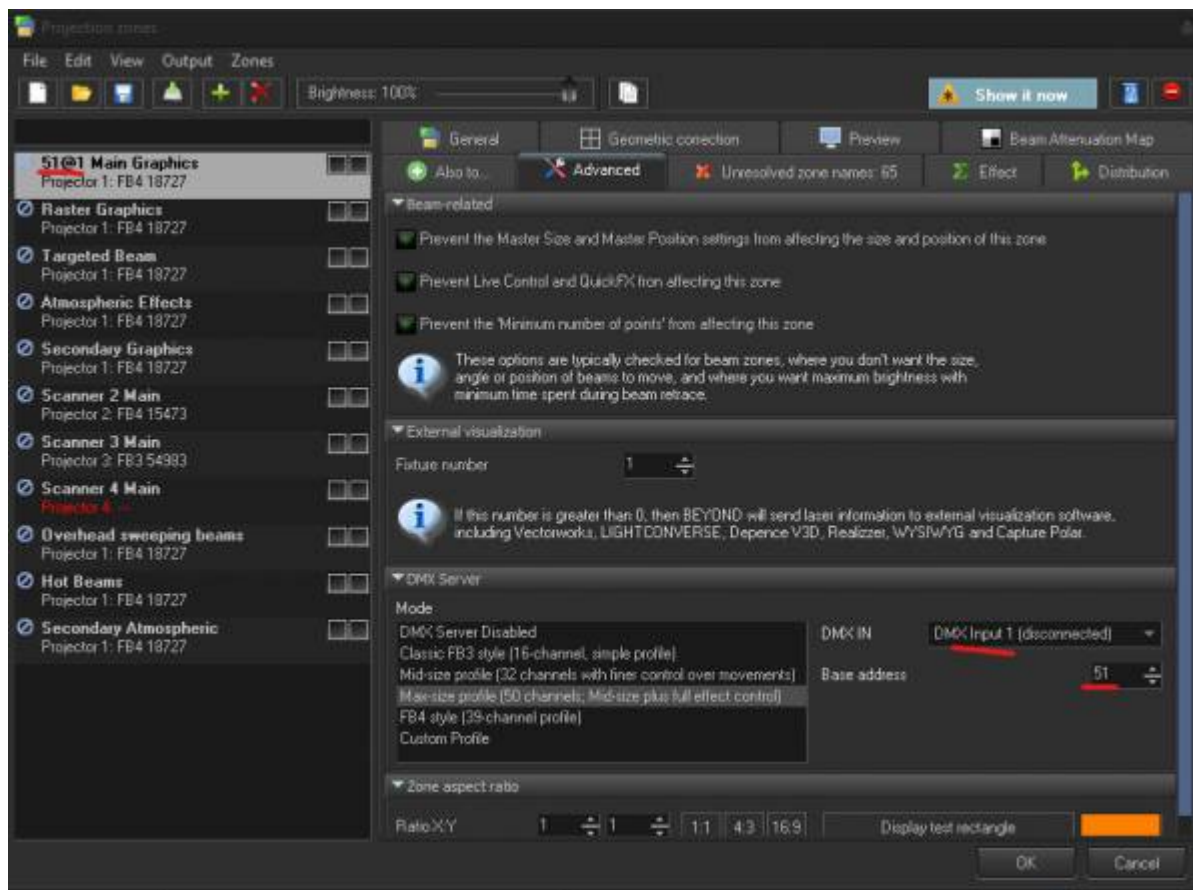 Projection zones
File Edit View Output Zones
Brightness: 100%
Show it now
General
Geometric correction
Preview
Beam Attenuation Map
Also to...
Advanced
Unresolved zone names: 65
Effect
Distribution
51@1 Main Graphics
Projector 1: FB4 18727
Raster Graphics
Projector 1: FB4 18727
Targeted Beam
Projector 1: FB4 18727
Atmospheric Effects
Projector 1: FB4 18727
Secondary Graphics
Projector 1: FB4 18727
Scanner 2 Main
Projector 2: FB4 15473
Scanner 3 Main
Projector 3: FB3 54983
Scanner 4 Main
Projector 4: --
Overhead sweeping beams
Projector 1: FB4 18727
Hot Beams
Projector 1: FB4 18727
Secondary Atmospheric
Projector 1: FB4 18727
Beam-related
Prevent the Master Size and Master Position settings from affecting the size and position of this zone
Prevent Live Control and QuickFX from affecting this zone
Prevent the 'Minimum number of points' from affecting this zone
These options are typically checked for beam zones, where you don't want the size,
angle or position of beams to move, and where you want maximum brightness with
minimum time spent during beam retrace.
External visualization
Fixture number 1
If this number is greater than 0, then BEYOND will send laser information to external visualization software,
including Vectorworks, LIGHTCONVERSE, Depence V3D, Realizzer, WYSIWYG and Capture Polar.
DMX Server
Mode
DMX Server Disabled
Classic FB3 style (16-channel, simple profile)
Mid-size profile (32 channels with finer control over movements)
Max-size profile (50 channels; Mid-size plus full effect control)
FB4 style (39-channel profile)
Custom Profile
DMX IN DMX Input 1 (disconnected)
Base address 51
Zone aspect ratio
Ratio X:Y 1 1 1:1 4:3 16:9 Display test rectangle
OK Cancel